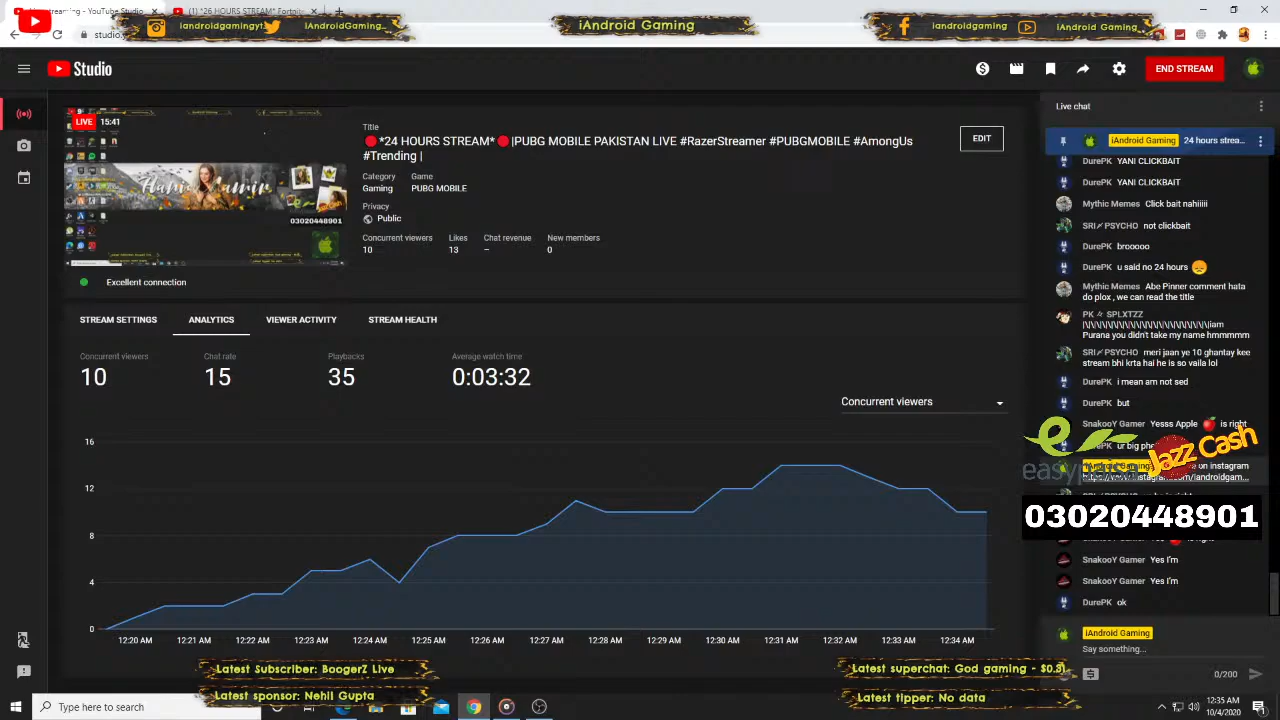 (1) *26 HOURS STREAM* Fortnite
studio.
iandroidgamingyt
iAndroidGaming
iAndroid Gaming
iandroidgaming
iAndroid Gaming
Studio
END STREAM
LIVE 15:41
03020448901
Title
*24 HOURS STREAM* |PUBG MOBILE PAKISTAN LIVE #RazerStreamer #PUBGMOBILE #AmongUs
#Trending |
EDIT
Category Game
Gaming PUBG MOBILE
Privacy
Public
Concurrent viewers Likes Chat revenue New members
10 13 – 0
Excellent connection
STREAM SETTINGS ANALYTICS VIEWER ACTIVITY STREAM HEALTH
Concurrent viewers Chat rate Playbacks Average watch time
10 15 35 0:03:32
Concurrent viewers
16
12
8
4
0
12:20 AM 12:21 AM 12:22 AM 12:23 AM 12:24 AM 12:25 AM 12:26 AM 12:27 AM 12:28 AM 12:29 AM 12:30 AM 12:31 AM 12:32 AM 12:33 AM 12:34 AM
Live chat
iAndroid Gaming 24 hours strea...
DurePK YANI CLICKBAIT
DurePK YANI CLICKBAIT
Mythic Memes Click bait nahiiiii
SRI PSYCHO not clickbait
DurePK brooooo
DurePK u said no 24 hours
Mythic Memes Abe Pinner comment hata
do plox , we can read the title
PK SPLXTZZ
Purana you didn't take my name hmmmmm
SRI PSYCHO meri jaan ye 10 ghantay kee
stream bhi krta hai he is so vaila lol
DurePK i mean am not sed
DurePK but
SnakooY Gamer Yesss Apple is right
easypaisa JazzCash
on instagram
03020448901
SnakooY Gamer Yes I'm
SnakooY Gamer Yes I'm
DurePK ok
iAndroid Gaming
Say something...
0/200
Latest Subscriber: BoogerZ Live
Latest sponsor: Nehil Gupta
Latest superchat: God gaming - $0.31
Latest tipper: No data
Type here to search
12:35 AM
10/4/2020